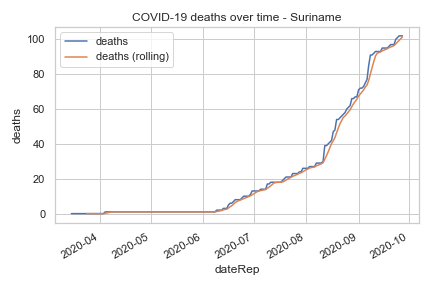 COVID-19 deaths over time - Suriname
deaths
deaths (rolling)
100
80
60
40
20
0
deaths
2020-04
2020-05
2020-06
2020-07
2020-08
2020-09
2020-10
dateRep